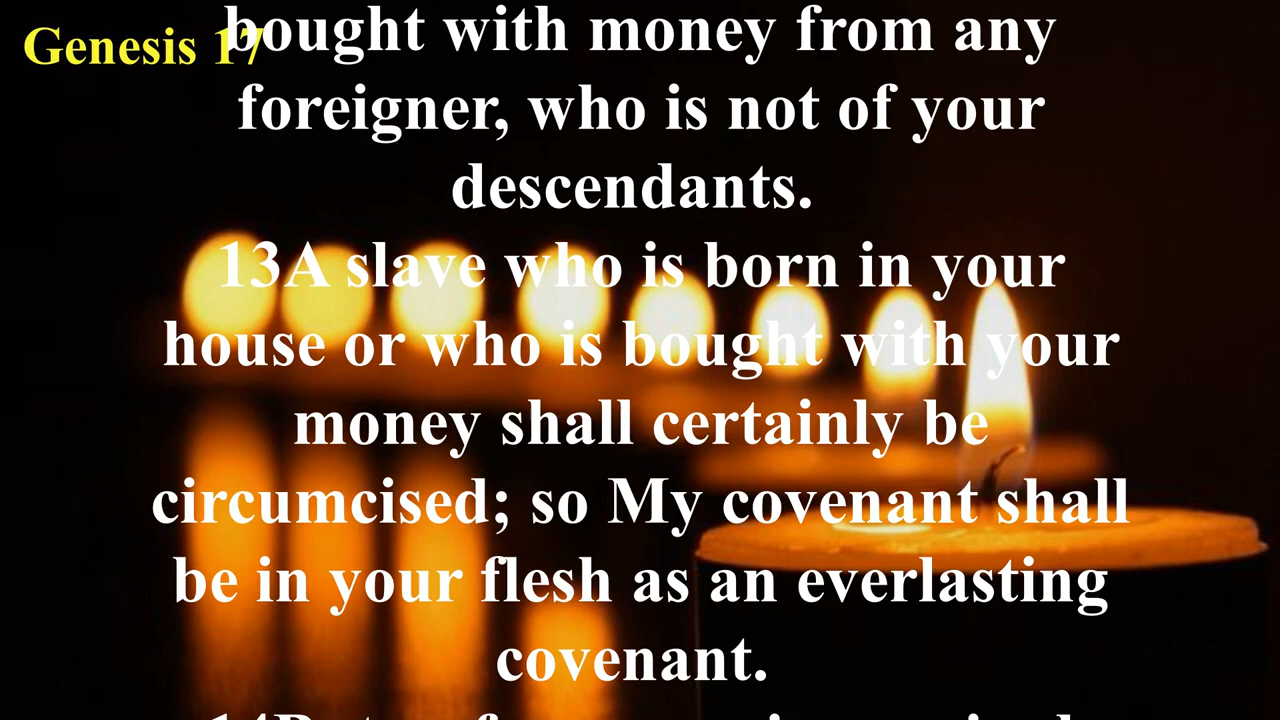 Genesis 17
bought with money from any
foreigner, who is not of your
descendants.
13A slave who is born in your
house or who is bought with your
money shall certainly be
circumcised; so My covenant shall
be in your flesh as an everlasting
covenant.